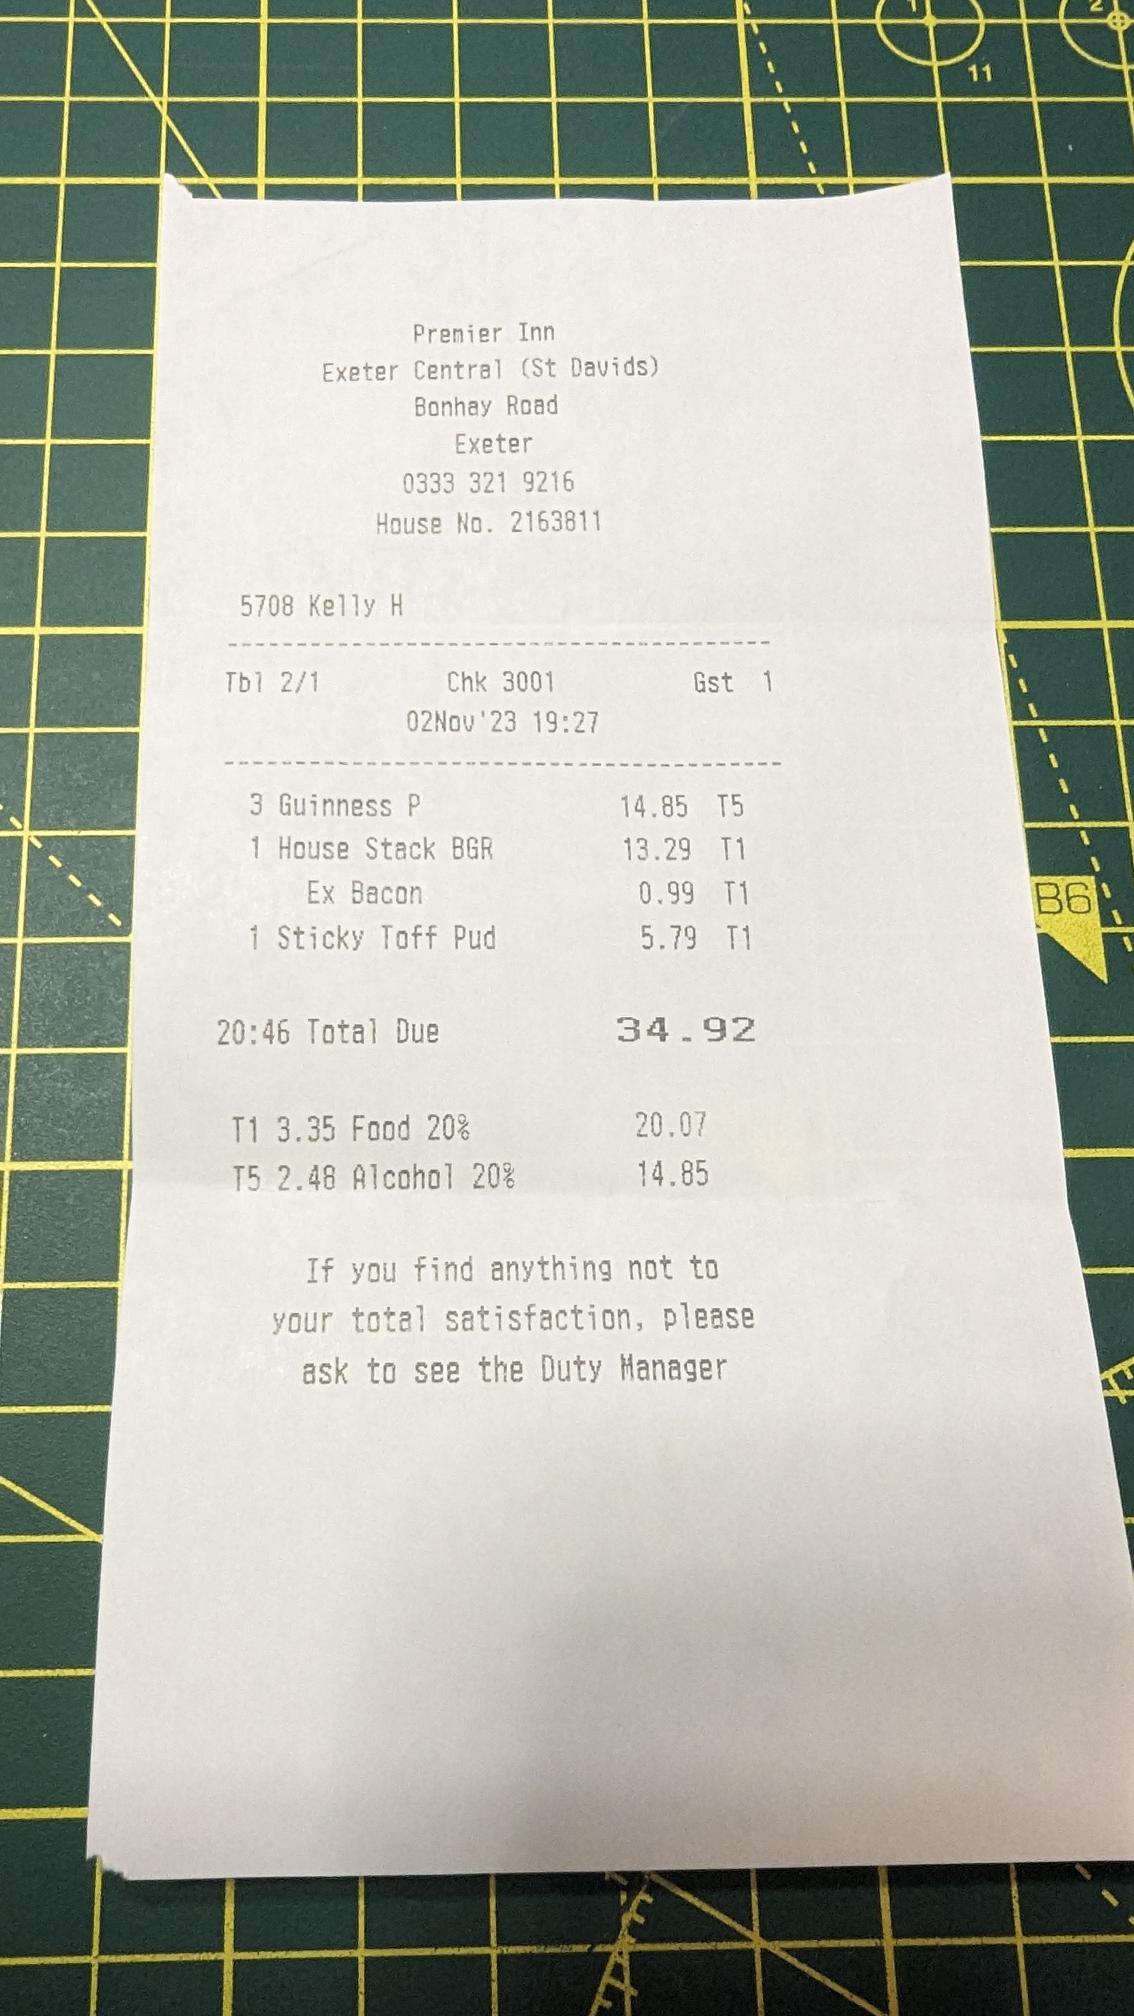 Premier Inn
Exeter Central (St Davids)
Bonhay Road
Exeter
0333 321 9216
House No. 2163811
5708 Kelly H
----------------------------------------
Tbl 2/1 Chk 3001 Gst 1
02Nov'23 19:27
----------------------------------------
3 Guinness P 14.85 T5
1 House Stack BGR 13.29 T1
Ex Bacon 0.99 T1
1 Sticky Toff Pud 5.79 T1
20:46 Total Due 34.92
T1 3.35 Food 20% 20.07
T5 2.48 Alcohol 20% 14.85
If you find anything not to
your total satisfaction, please
ask to see the Duty Manager
1
2
11
B6